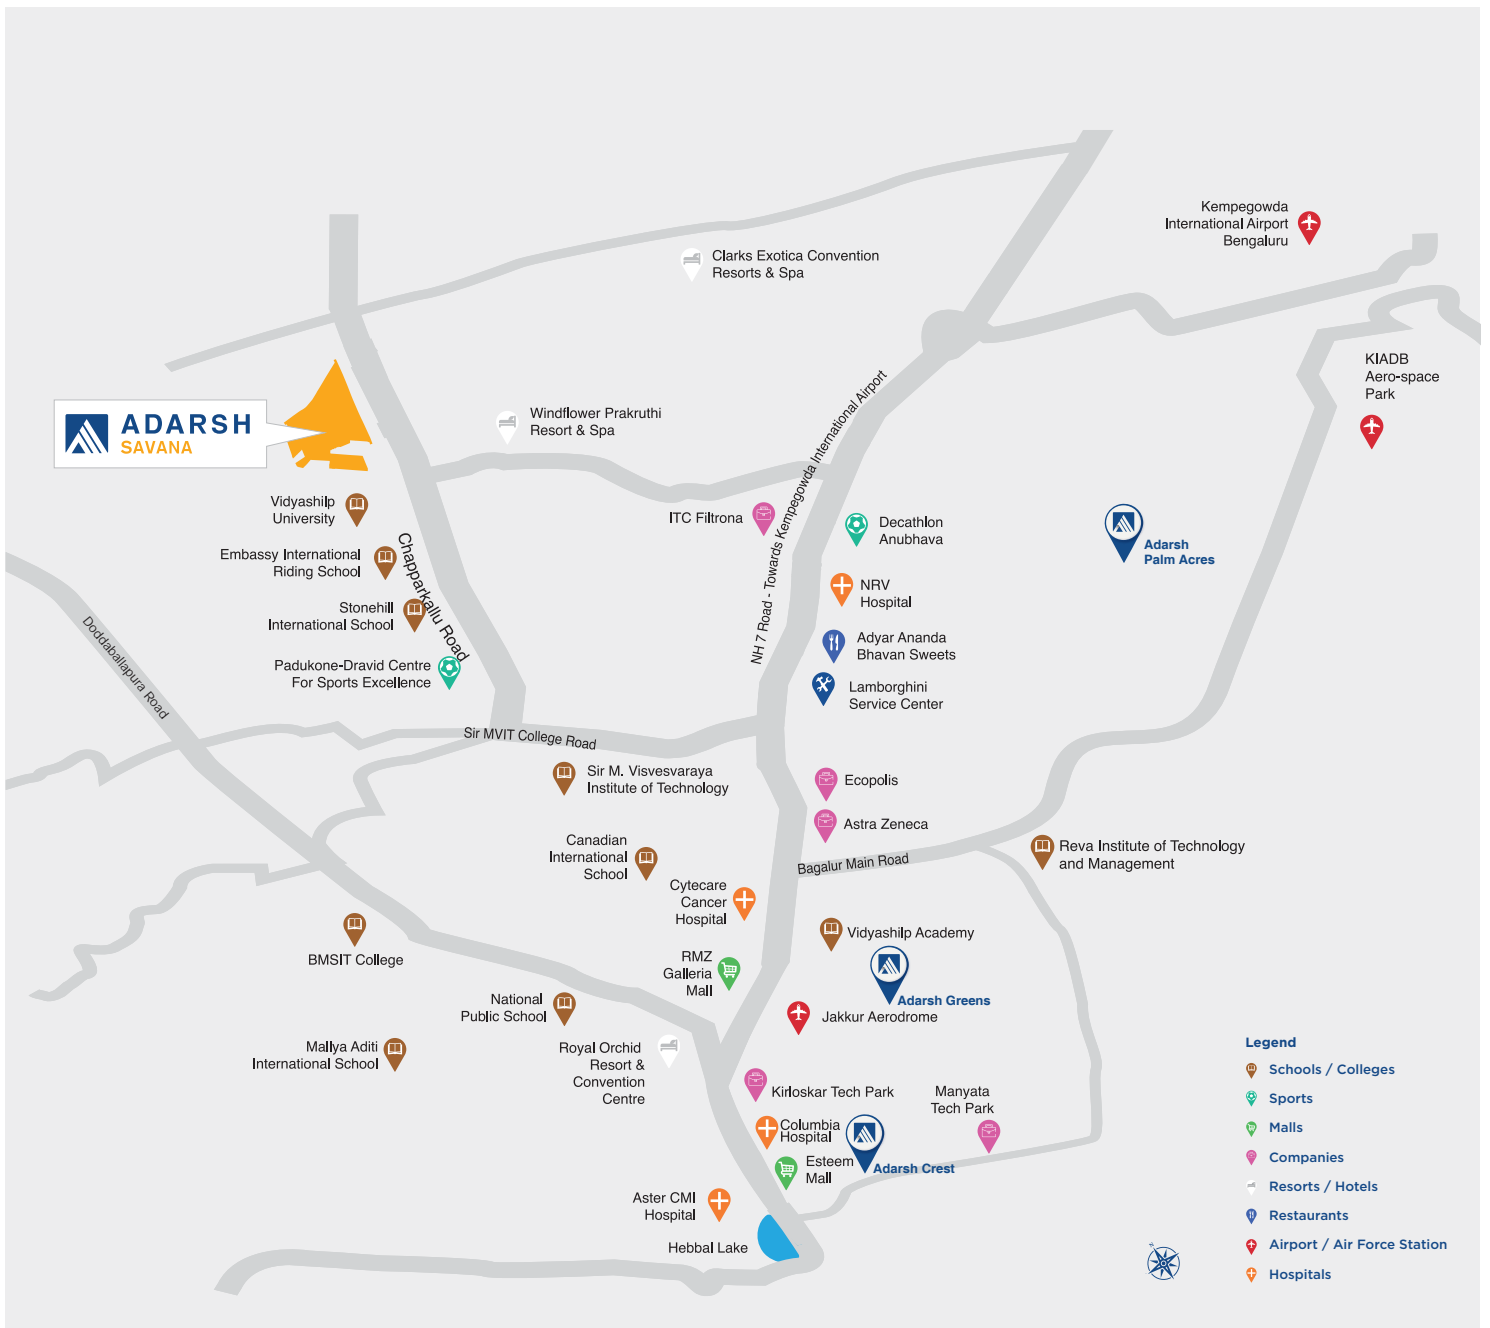 Kempegowda
International Airport
Bengaluru
Clarks Exotica Convention
Resorts & Spa
KIADB
Aero-space
Park
ADARSH
SAVANA
Windflower Prakruthi
Resort & Spa
NH 7 Road - Towards Kempegowda International Airport
Vidyashilp
University
ITC Filtrona
Decathlon
Anubhava
Adarsh
Palm Acres
Embassy International
Riding School
Chapparkallu Road
NRV
Hospital
Stonehill
International School
Doddaballapura Road
Adyar Ananda
Bhavan Sweets
Padukone-Dravid Centre
For Sports Excellence
Lamborghini
Service Center
Sir MVIT College Road
Sir M. Visvesvaraya
Institute of Technology
Ecopolis
Astra Zeneca
Canadian
International
School
Bagalur Main Road
Reva Institute of Technology
and Management
Cytecare
Cancer
Hospital
Vidyashilp Academy
BMSIT College
RMZ
Galleria
Mall
Adarsh Greens
National
Public School
Jakkur Aerodrome
Mallya Aditi
International School
Royal Orchid
Resort &
Convention
Centre
Kirloskar Tech Park
Manyata
Tech Park
Columbia
Hospital
Esteem
Mall
Adarsh Crest
Aster CMI
Hospital
Hebbal Lake
Legend
Schools / Colleges
Sports
Malls
Companies
Resorts / Hotels
Restaurants
Airport / Air Force Station
Hospitals